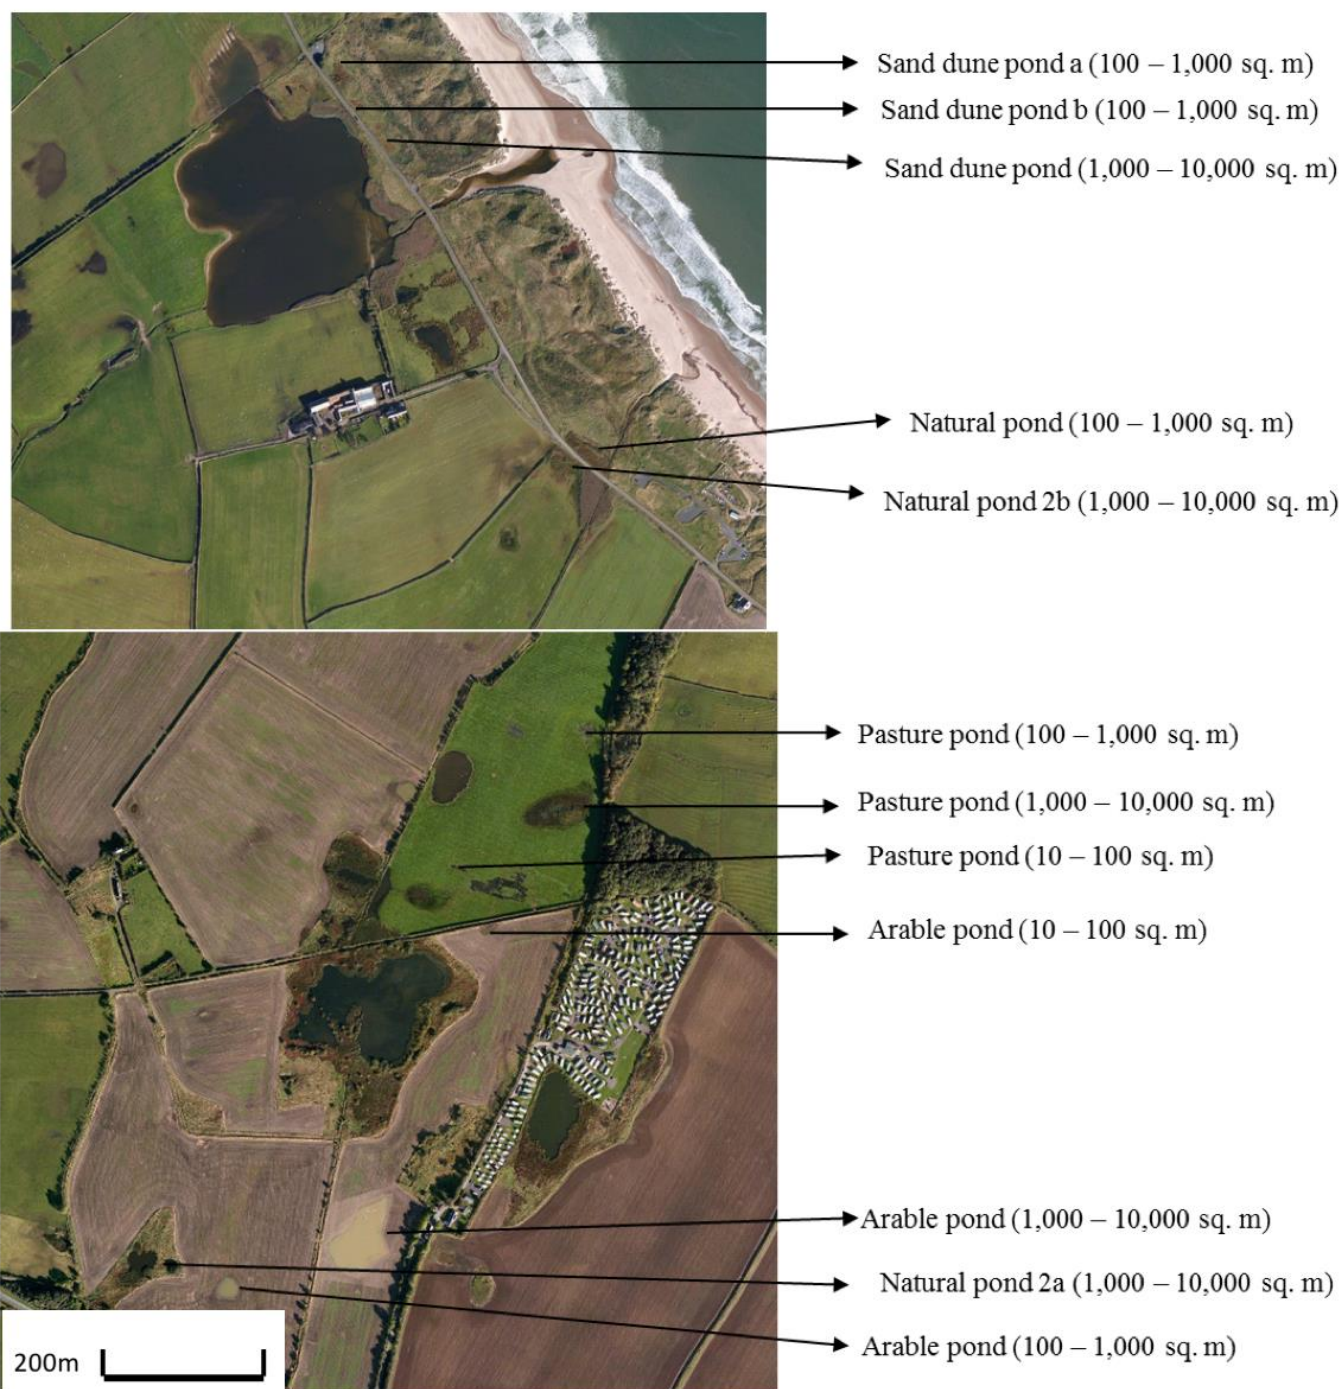 Sand dune pond a (100 – 1,000 sq. m)
Sand dune pond b (100 – 1,000 sq. m)
Sand dune pond (1,000 – 10,000 sq. m)
Natural pond (100 – 1,000 sq. m)
Natural pond 2b (1,000 – 10,000 sq. m)
Pasture pond (100 – 1,000 sq. m)
Pasture pond (1,000 – 10,000 sq. m)
Pasture pond (10 – 100 sq. m)
Arable pond (10 – 100 sq. m)
Arable pond (1,000 – 10,000 sq. m)
Natural pond 2a (1,000 – 10,000 sq. m)
Arable pond (100 – 1,000 sq. m)
200m